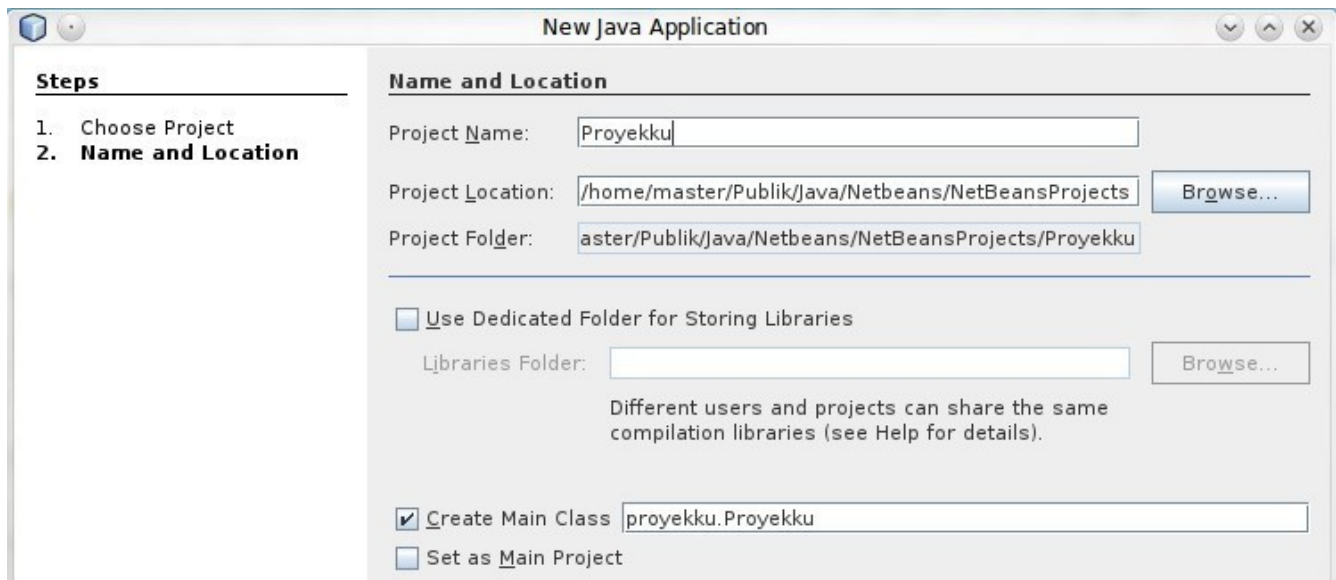 New Java Application
Steps
1. Choose Project
2. Name and Location
Name and Location
Project Name: Proyekku
Project Location: /home/master/Publik/Java/Netbeans/NetBeansProjects Browse...
Project Folder: aster/Publik/Java/Netbeans/NetBeansProjects/Proyekku
Use Dedicated Folder for Storing Libraries
Libraries Folder: Browse...
Different users and projects can share the same
compilation libraries (see Help for details).
Create Main Class proyekku.Proyekku
Set as Main Project